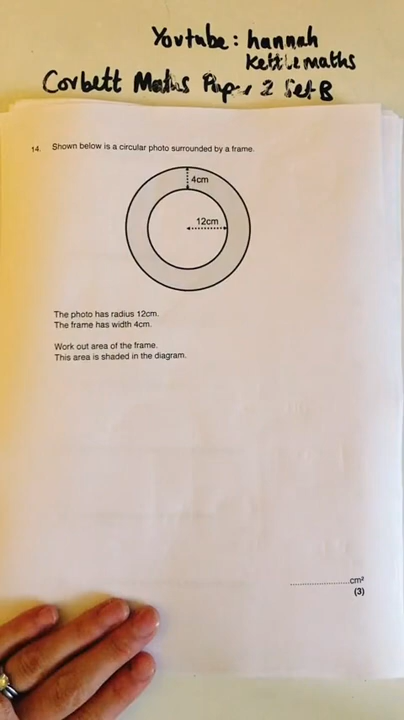 Youtube: hannah
kettlemaths
Corbett Maths Paper 2 Set B
14. Shown below is a circular photo surrounded by a frame.
4cm
12cm
The photo has radius 12cm.
The frame has width 4cm.
Work out area of the frame.
This area is shaded in the diagram.
....................cm²
(3)